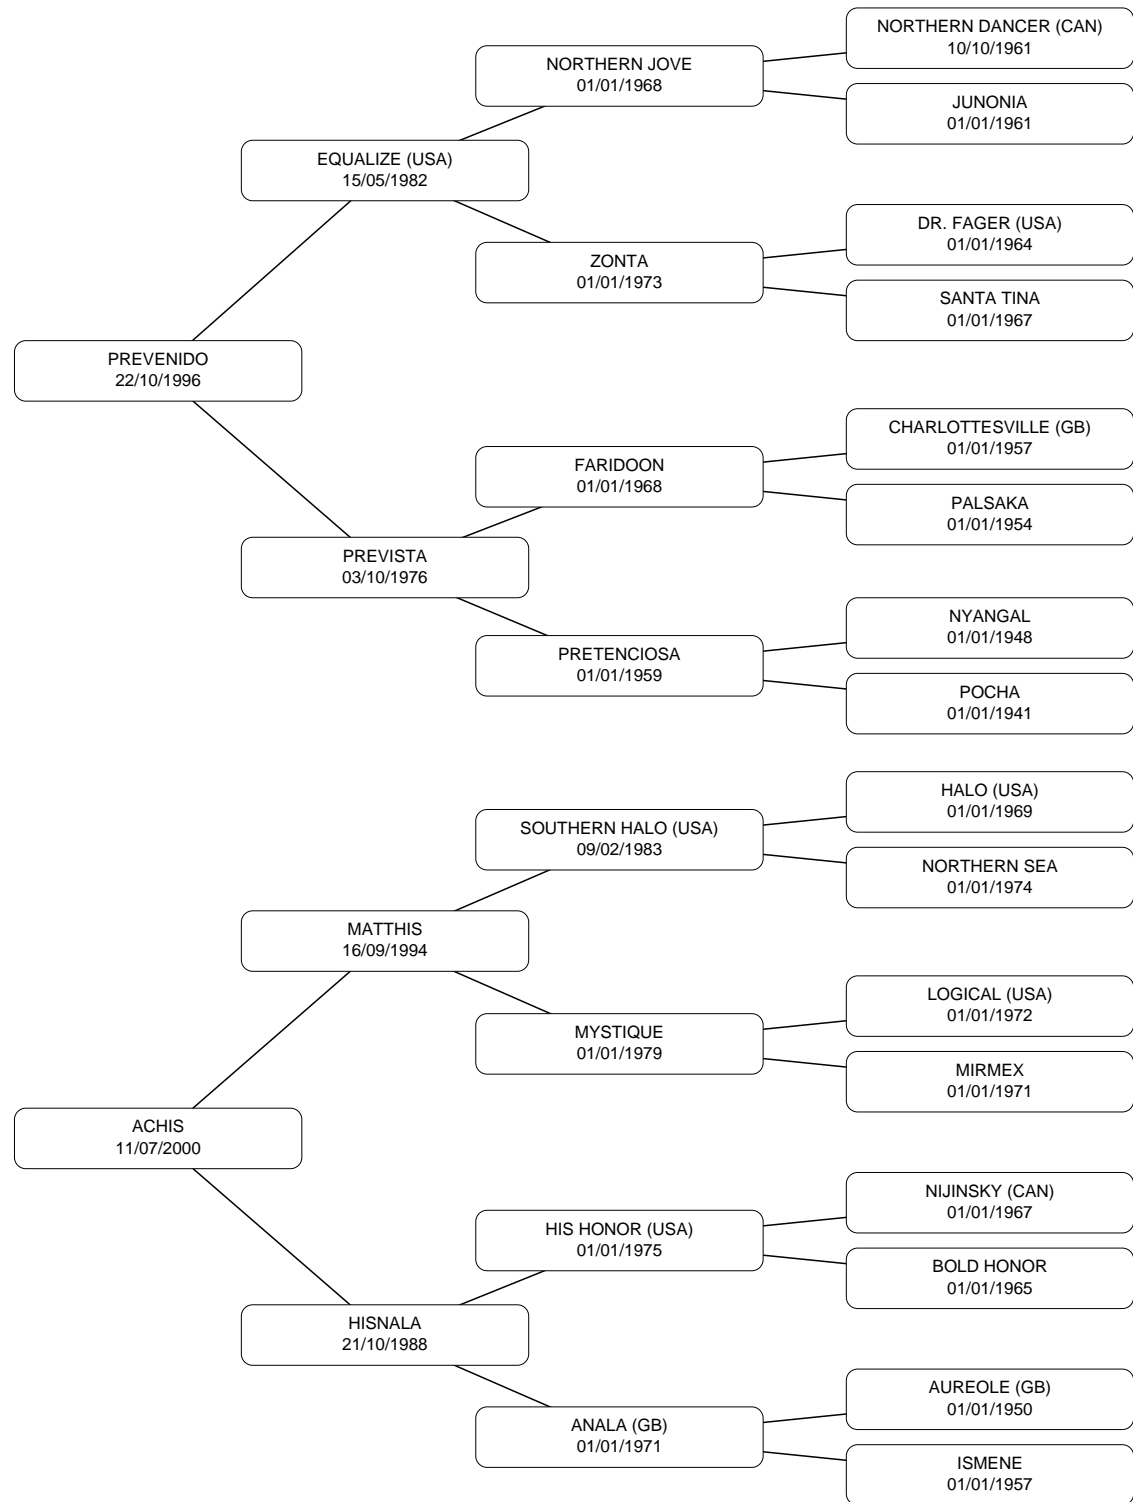 NORTHERN DANCER (CAN)
10/10/1961
NORTHERN JOVE
01/01/1968
JUNONIA
01/01/1961
EQUALIZE (USA)
15/05/1982
DR. FAGER (USA)
01/01/1964
ZONTA
01/01/1973
SANTA TINA
01/01/1967
PREVENIDO
22/10/1996
CHARLOTTESVILLE (GB)
01/01/1957
FARIDOON
01/01/1968
PALSAKA
01/01/1954
PREVISTA
03/10/1976
NYANGAL
01/01/1948
PRETENCIOSA
01/01/1959
POCHA
01/01/1941
HALO (USA)
01/01/1969
SOUTHERN HALO (USA)
09/02/1983
NORTHERN SEA
01/01/1974
MATTHIS
16/09/1994
LOGICAL (USA)
01/01/1972
MYSTIQUE
01/01/1979
MIRMEX
01/01/1971
ACHIS
11/07/2000
NIJINSKY (CAN)
01/01/1967
HIS HONOR (USA)
01/01/1975
BOLD HONOR
01/01/1965
HISNALA
21/10/1988
AUREOLE (GB)
01/01/1950
ANALA (GB)
01/01/1971
ISMENE
01/01/1957